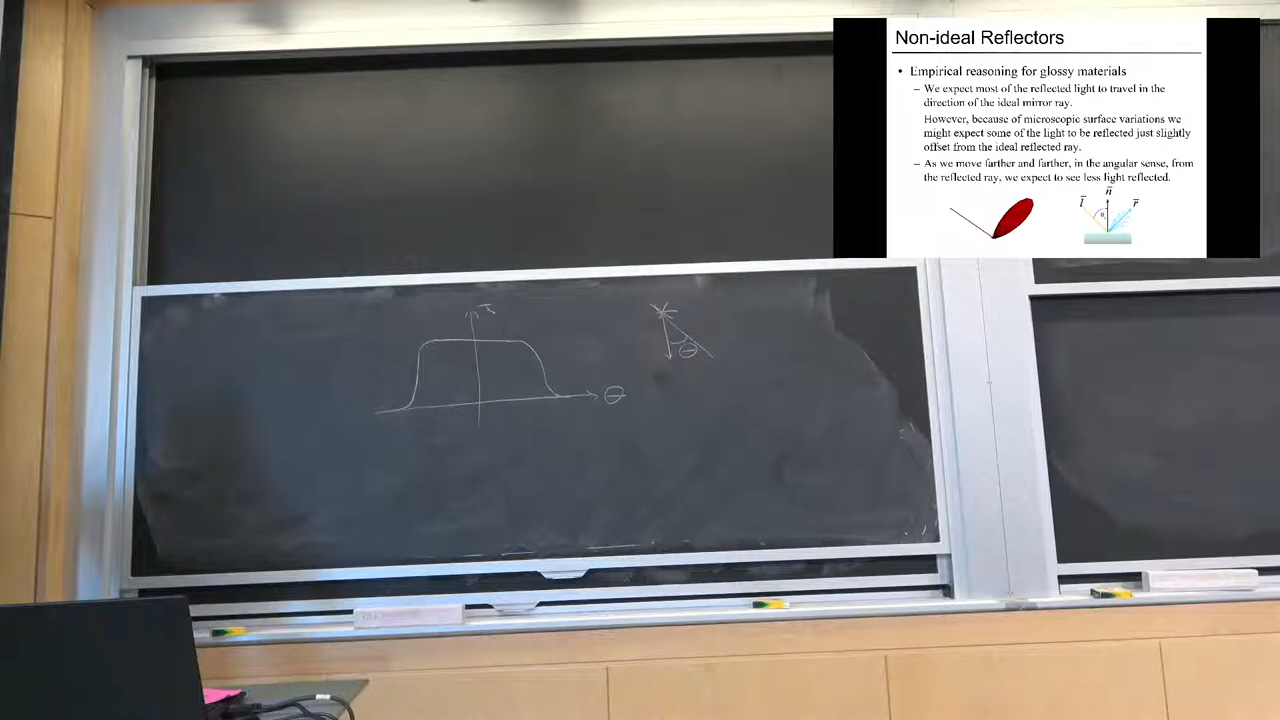 Non-ideal Reflectors
• Empirical reasoning for glossy materials
– We expect most of the reflected light to travel in the
direction of the ideal mirror ray.
However, because of microscopic surface variations we
might expect some of the light to be reflected just slightly
offset from the ideal reflected ray.
– As we move farther and farther, in the angular sense, from
the reflected ray, we expect to see less light reflected.
l n r
θ
I
θ
θ